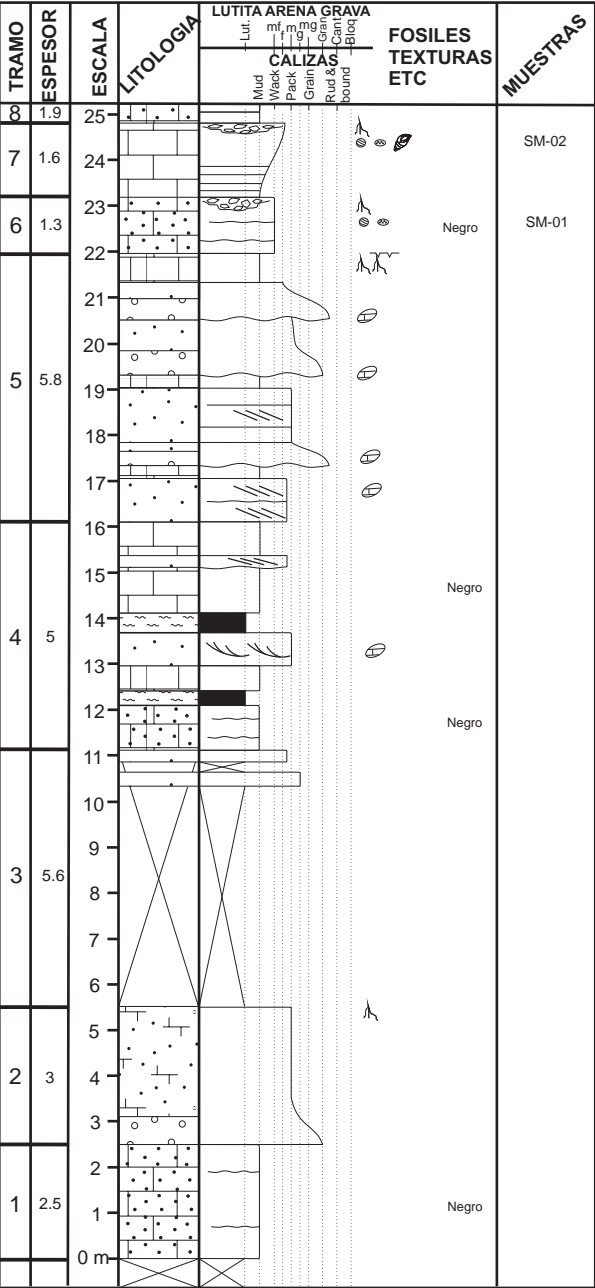 TRAMO
ESPESOR
ESCALA
LITOLOGIA
LUTITA ARENA GRAVA
Lut.
mf
f
m
g
mg
Gran
Cant
Bloq
CALIZAS
Mud
Wack
Pack
Grain
Rud &
bound
FOSILES
TEXTURAS
ETC
MUESTRAS
8 1.9 25
7 1.6 24 SM-02
23
6 1.3 Negro SM-01
22
21
20
5 5.8 19
18
17
16
15 Negro
14
4 5
13
12 Negro
11
10
9
3 5.6 8
7
6
5
2 3 4
3
2
1 2.5 1 Negro
0 m